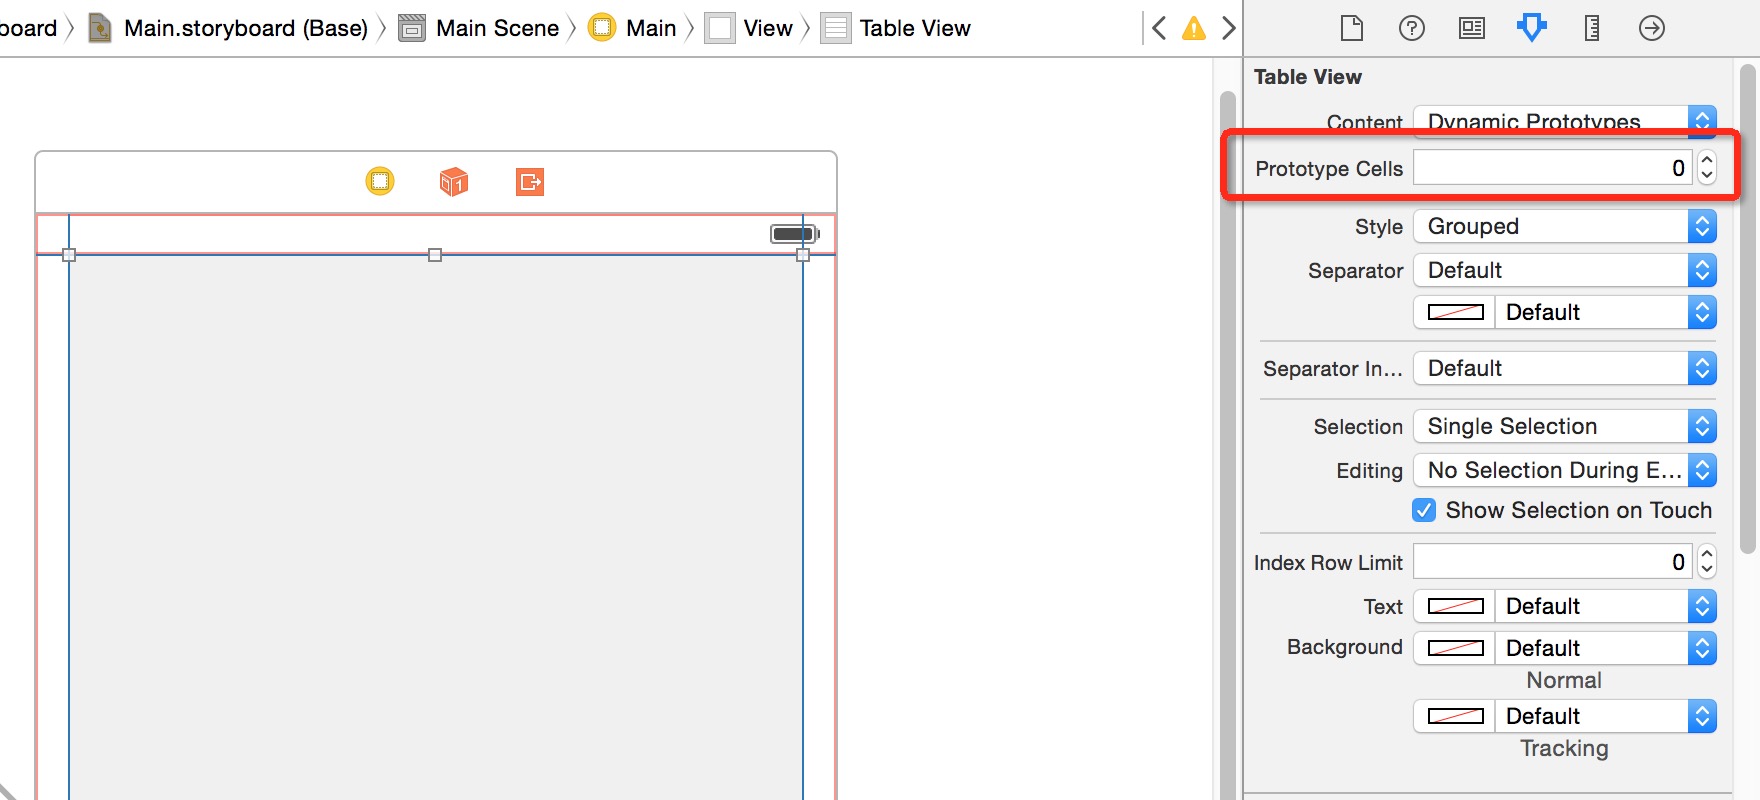 board Main.storyboard (Base) Main Scene Main View Table View
1
Table View
Content Dynamic Prototypes
Prototype Cells 0
Style Grouped
Separator Default
Default
Separator In... Default
Selection Single Selection
Editing No Selection During E...
Show Selection on Touch
Index Row Limit 0
Text Default
Background Default
Normal
Default
Tracking